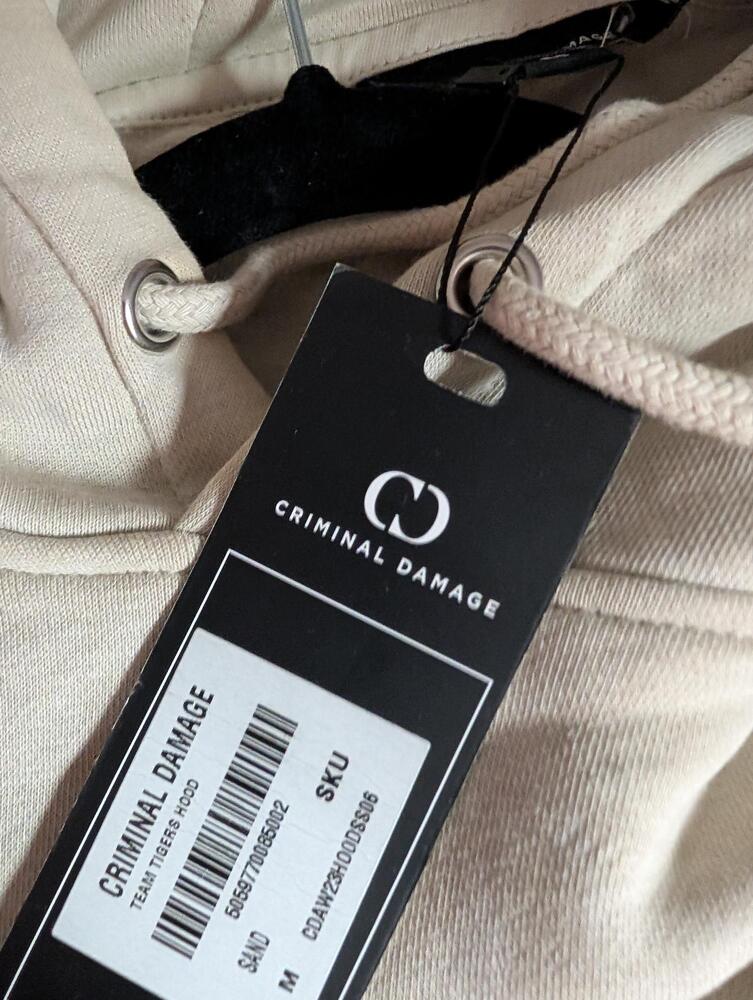 CRIMINAL DAMAGE
CRIMINAL DAMAGE
TEAM TIGERS HOOD
5059770085002
SAND
M
SKU
CDAW23HOODSS06